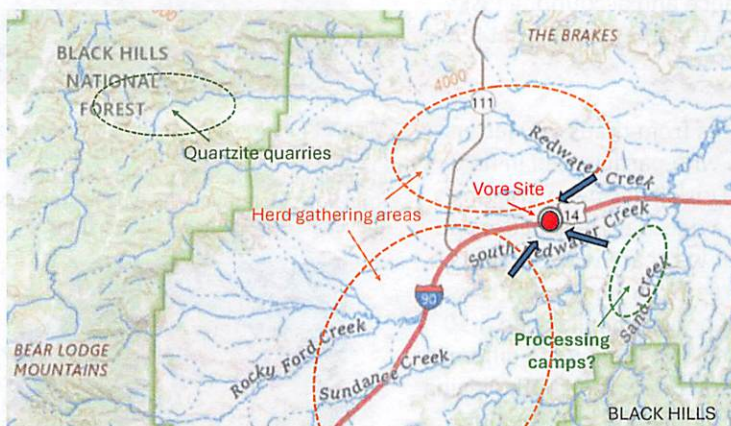 BLACK HILLS
NATIONAL
FOREST
THE BRAKES
4000
111
Quartzite quarries
Redwater Creek
Vore Site
14
Herd gathering areas
South Redwater Creek
90
Sand Creek
Rocky Ford Creek
Processing
camps?
BEAR LODGE
MOUNTAINS
Sundance Creek
BLACK HILLS